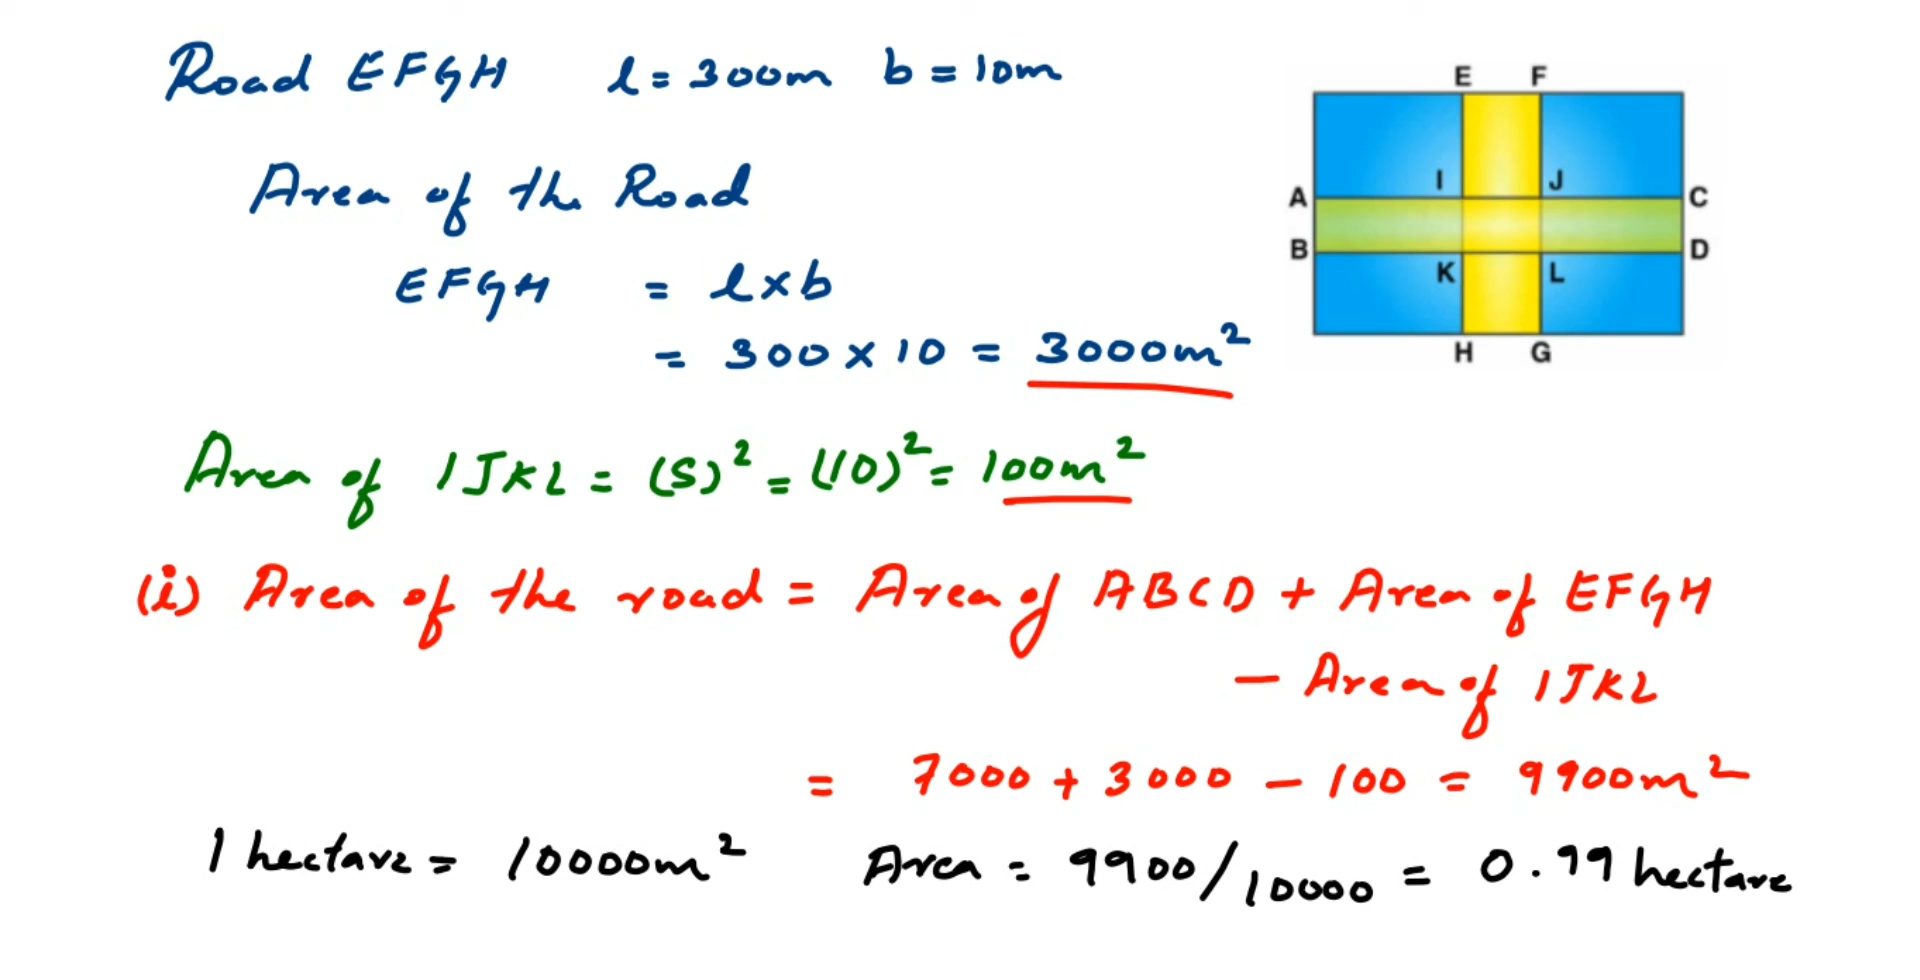 Road EFGH l = 300m b = 10m
Area of the Road
EFGH = l × b
= 300 × 10 = 3000m²
E F
I J
A C
B D
K L
H G
Area of IJKL = (S)² = (10)² = 100m²
(i) Area of the road = Area of ABCD + Area of EFGH
− Area of IJKL
= 7000 + 3000 − 100 = 9900m²
1 hectare = 10000m² Area = 9900/10000 = 0.99 hectare